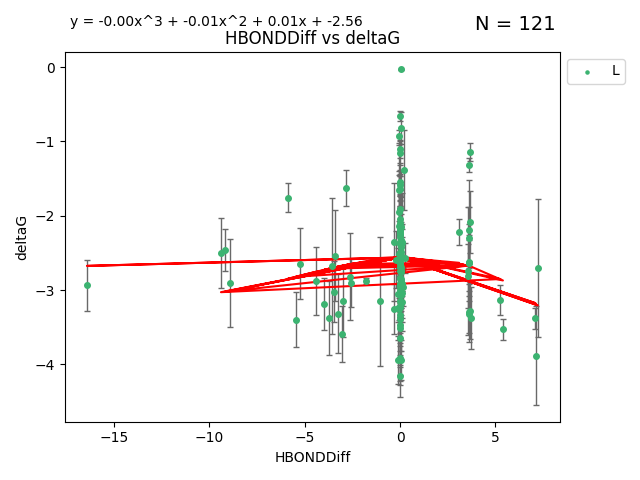 y = -0.00x^3 + -0.01x^2 + 0.01x + -2.56
N = 121
HBONDDiff vs deltaG
L
deltaG
0
−1
−2
−3
−4
−15
−10
−5
0
5
HBONDDiff